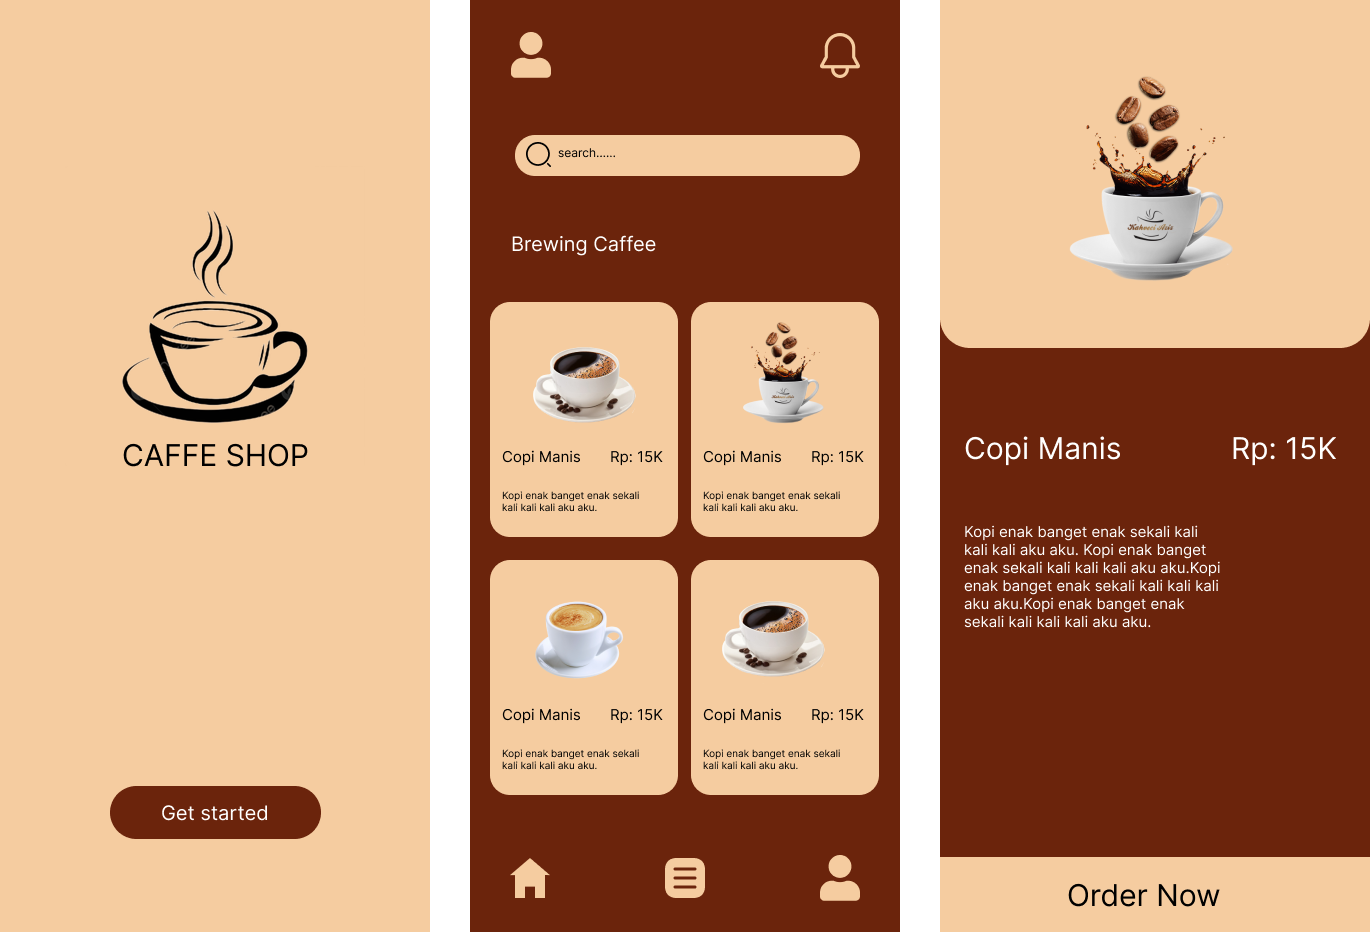 CAFFE SHOP
Get started
search......
Brewing Caffee
Copi Manis Rp: 15K
Kopi enak banget enak sekali
kali kali kali aku aku.
Copi Manis Rp: 15K
Kopi enak banget enak sekali
kali kali kali aku aku.
Copi Manis Rp: 15K
Kopi enak banget enak sekali
kali kali kali aku aku.
Copi Manis Rp: 15K
Kopi enak banget enak sekali
kali kali kali aku aku.
Copi Manis Rp: 15K
Kopi enak banget enak sekali kali
kali kali aku aku. Kopi enak banget
enak sekali kali kali kali aku aku.Kopi
enak banget enak sekali kali kali kali
aku aku.Kopi enak banget enak
sekali kali kali kali aku aku.
Order Now